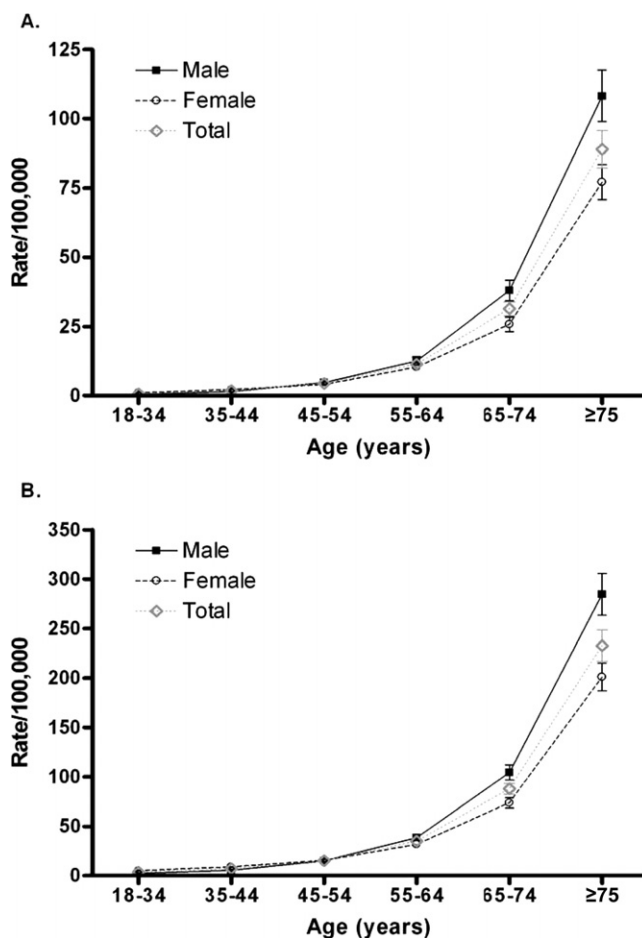 A.
125
100
75
50
25
0
Rate/100,000
Male
Female
Total
18-34 35-44 45-54 55-64 65-74 ≥75
Age (years)
B.
350
300
250
200
150
100
50
0
Rate/100,000
Male
Female
Total
18-34 35-44 45-54 55-64 65-74 ≥75
Age (years)